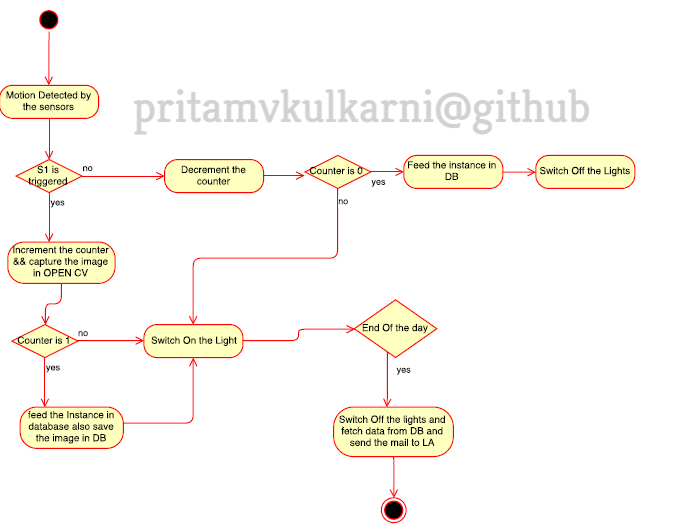 Motion Detected by
the sensors
pritamvkulkarni@github
S1 is
triggered
no
yes
Decrement the
counter
Counter is 0
yes
no
Feed the instance in
DB
Switch Off the Lights
Increment the counter
&& capture the image
in OPEN CV
Counter is 1
no
yes
Switch On the Light
End Of the day
yes
feed the Instance in
database also save
the image in DB
Switch Off the lights and
fetch data from DB and
send the mail to LA